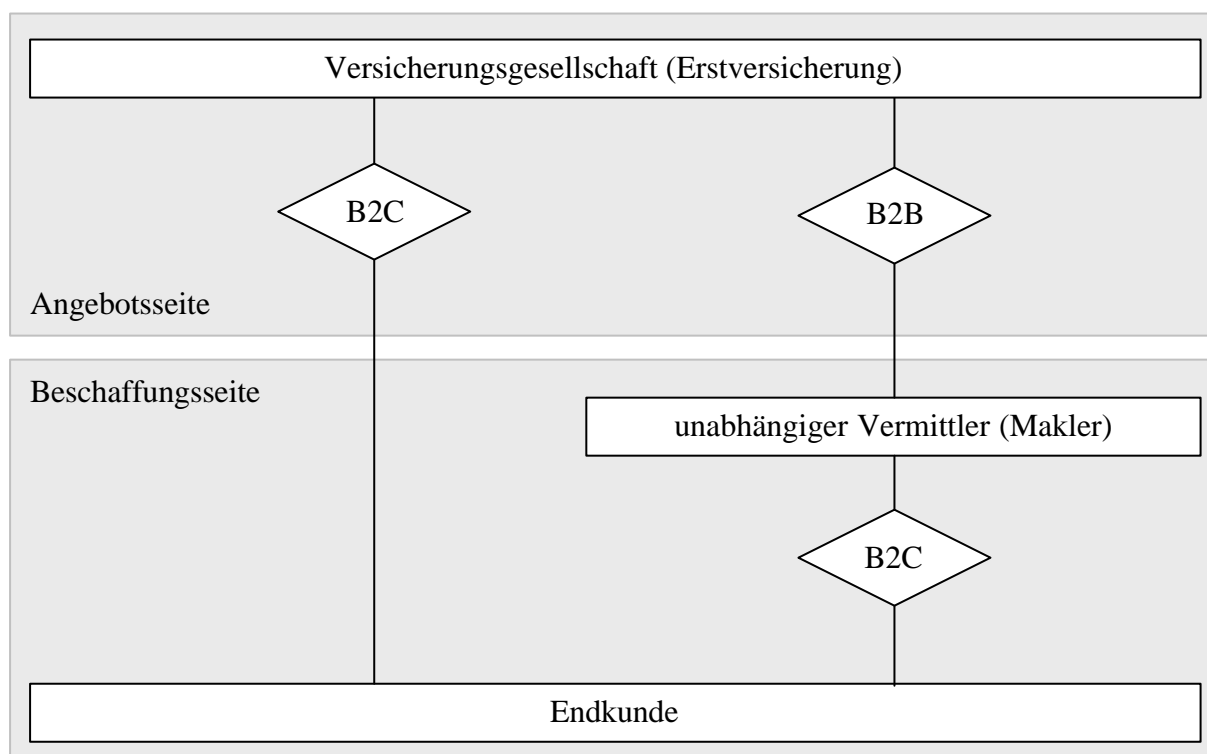 Versicherungsgesellschaft (Erstversicherung)
B2C
B2B
Angebotsseite
Beschaffungsseite
unabhängiger Vermittler (Makler)
B2C
Endkunde